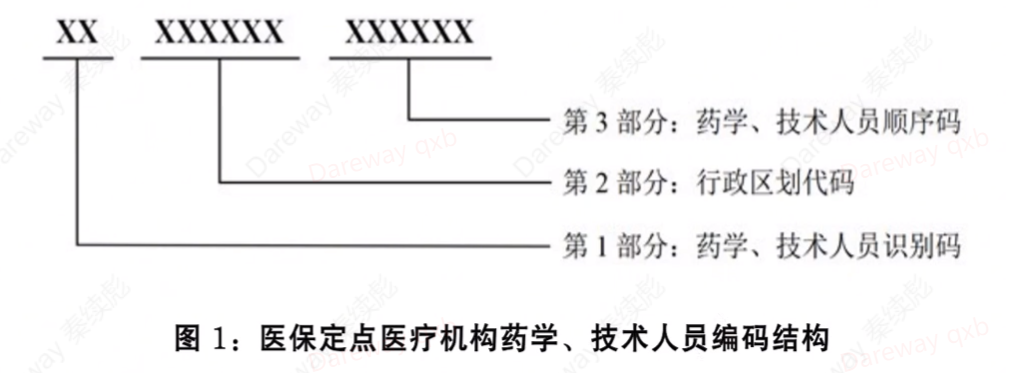 XX XXXXXX XXXXXX
第 3 部分：药学、技术人员顺序码
第 2 部分：行政区划代码
第 1 部分：药学、技术人员识别码
图 1：医保定点医疗机构药学、技术人员编码结构
Dareway 秦续彪
Dareway qxb